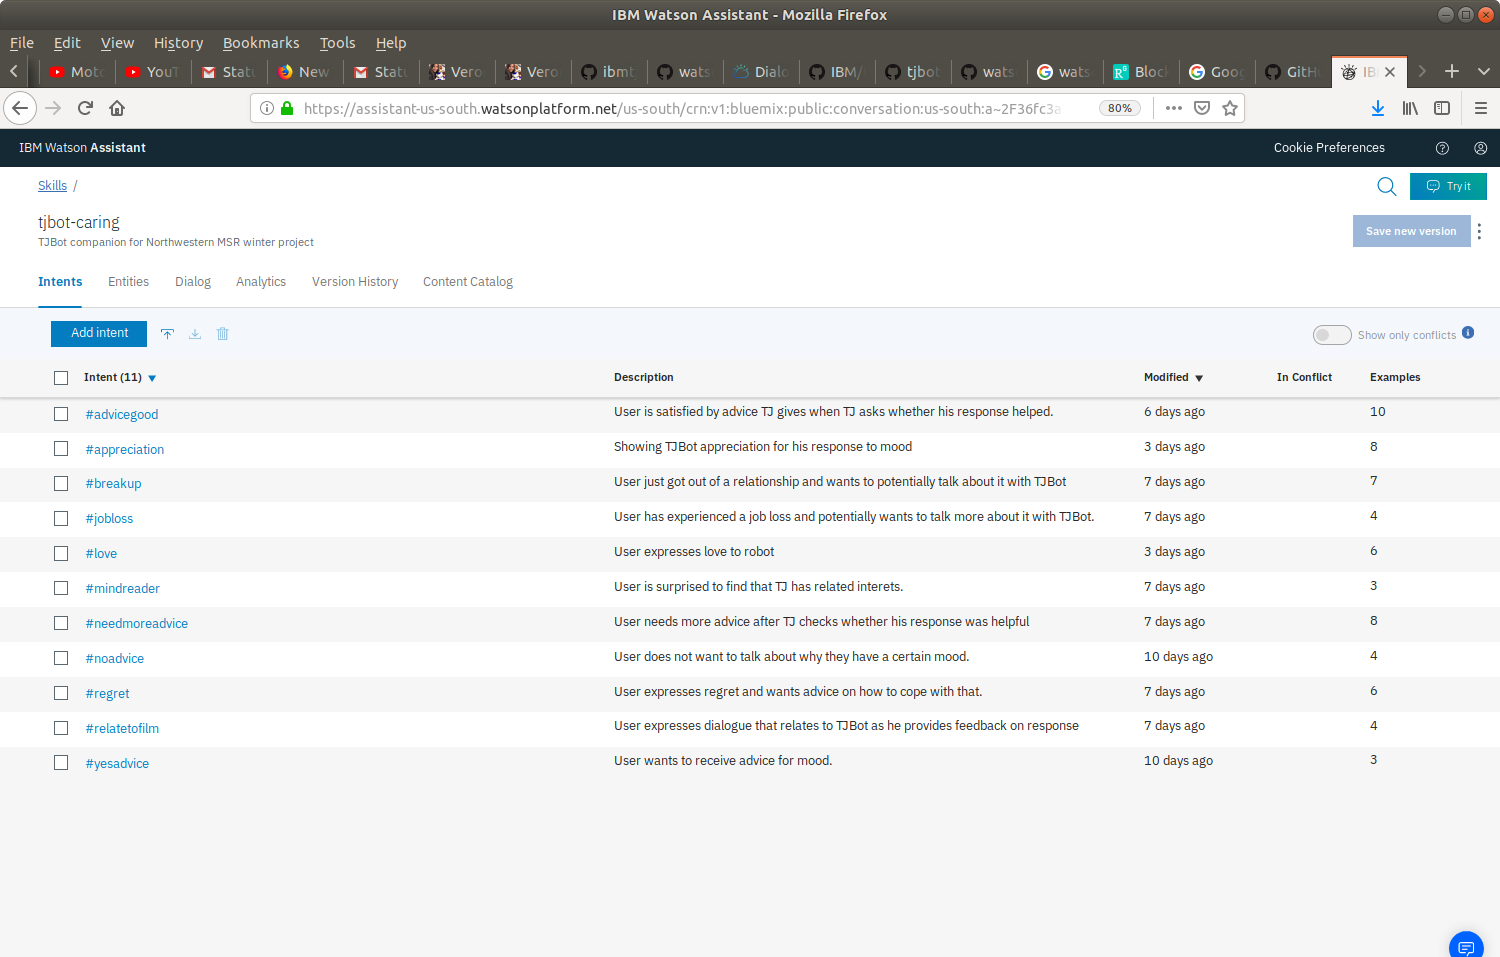 IBM Watson Assistant - Mozilla Firefox
File Edit View History Bookmarks Tools Help
Moto YouT Statu New Statu Vero Vero ibmt wats Dialo IBM/ tjbot wats wats Bloc Goog GitHu IB
https://assistant-us-south.watsonplatform.net/us-south/crn:v1:bluemix:public:conversation:us-south:a~2F36fc3a 80%
IBM Watson Assistant Cookie Preferences
Skills / Try it
tjbot-caring
TJBot companion for Northwestern MSR winter project Save new version
Intents Entities Dialog Analytics Version History Content Catalog
Add intent Show only conflicts
Intent (11) Description Modified In Conflict Examples
#advicegood User is satisfied by advice TJ gives when TJ asks whether his response helped. 6 days ago 10
#appreciation Showing TJBot appreciation for his response to mood 3 days ago 8
#breakup User just got out of a relationship and wants to potentially talk about it with TJBot 7 days ago 7
#jobloss User has experienced a job loss and potentially wants to talk more about it with TJBot. 7 days ago 4
#love User expresses love to robot 3 days ago 6
#mindreader User is surprised to find that TJ has related interets. 7 days ago 3
#needmoreadvice User needs more advice after TJ checks whether his response was helpful 7 days ago 8
#noadvice User does not want to talk about why they have a certain mood. 10 days ago 4
#regret User expresses regret and wants advice on how to cope with that. 7 days ago 6
#relatetofilm User expresses dialogue that relates to TJBot as he provides feedback on response 7 days ago 4
#yesadvice User wants to receive advice for mood. 10 days ago 3